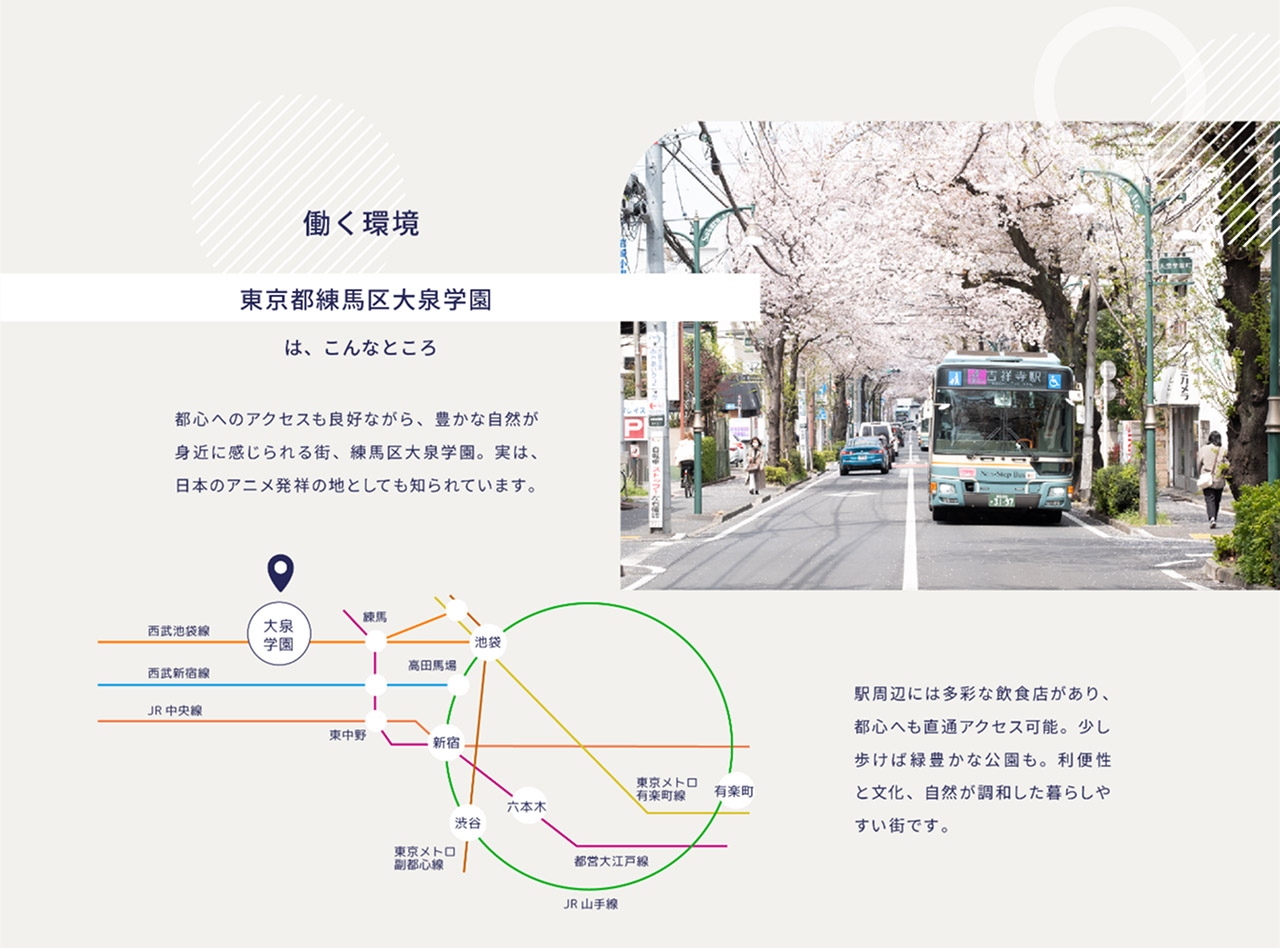 働く環境
東京都練馬区大泉学園
は、こんなところ
都心へのアクセスも良好ながら、豊かな自然が
身近に感じられる街、練馬区大泉学園。実は、
日本のアニメ発祥の地としても知られています。
吉祥寺駅
Non-Step Bus
31-97
P
大泉
学園
練馬
西武池袋線
池袋
高田馬場
西武新宿線
JR 中央線
東中野
新宿
東京メトロ
有楽町線
有楽町
六本木
渋谷
東京メトロ
副都心線
都営大江戸線
JR 山手線
駅周辺には多彩な飲食店があり、
都心へも直通アクセス可能。少し
歩けば緑豊かな公園も。利便性
と文化、自然が調和した暮らしや
すい街です。